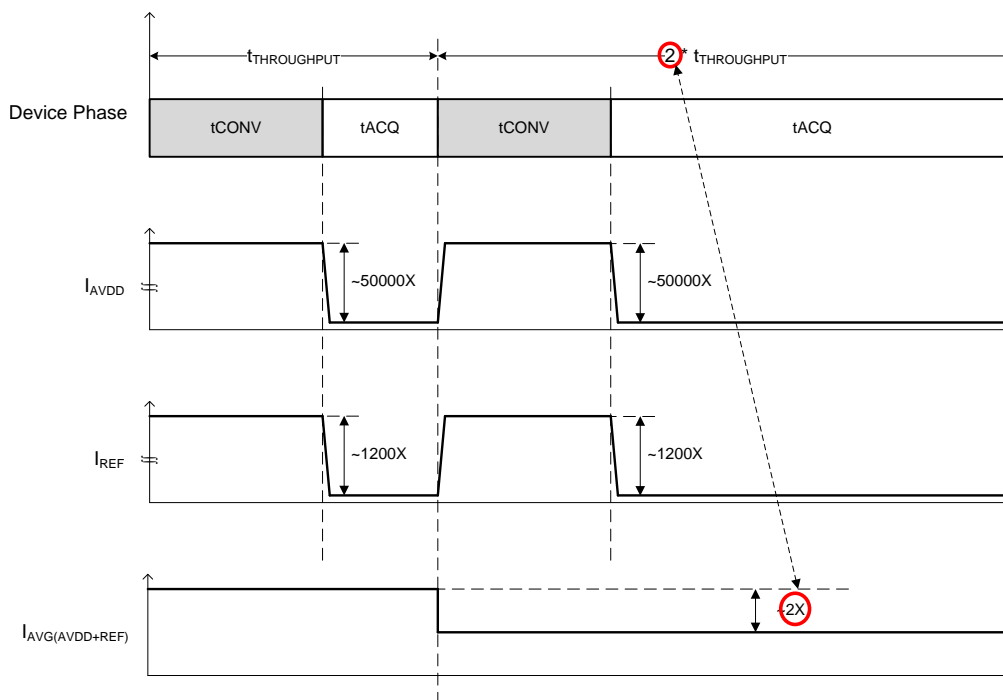 tTHROUGHPUT
2 * tTHROUGHPUT
Device Phase
tCONV
tACQ
tCONV
tACQ
IAVDD
~50000X
~50000X
IREF
~1200X
~1200X
IAVG(AVDD+REF)
~2X